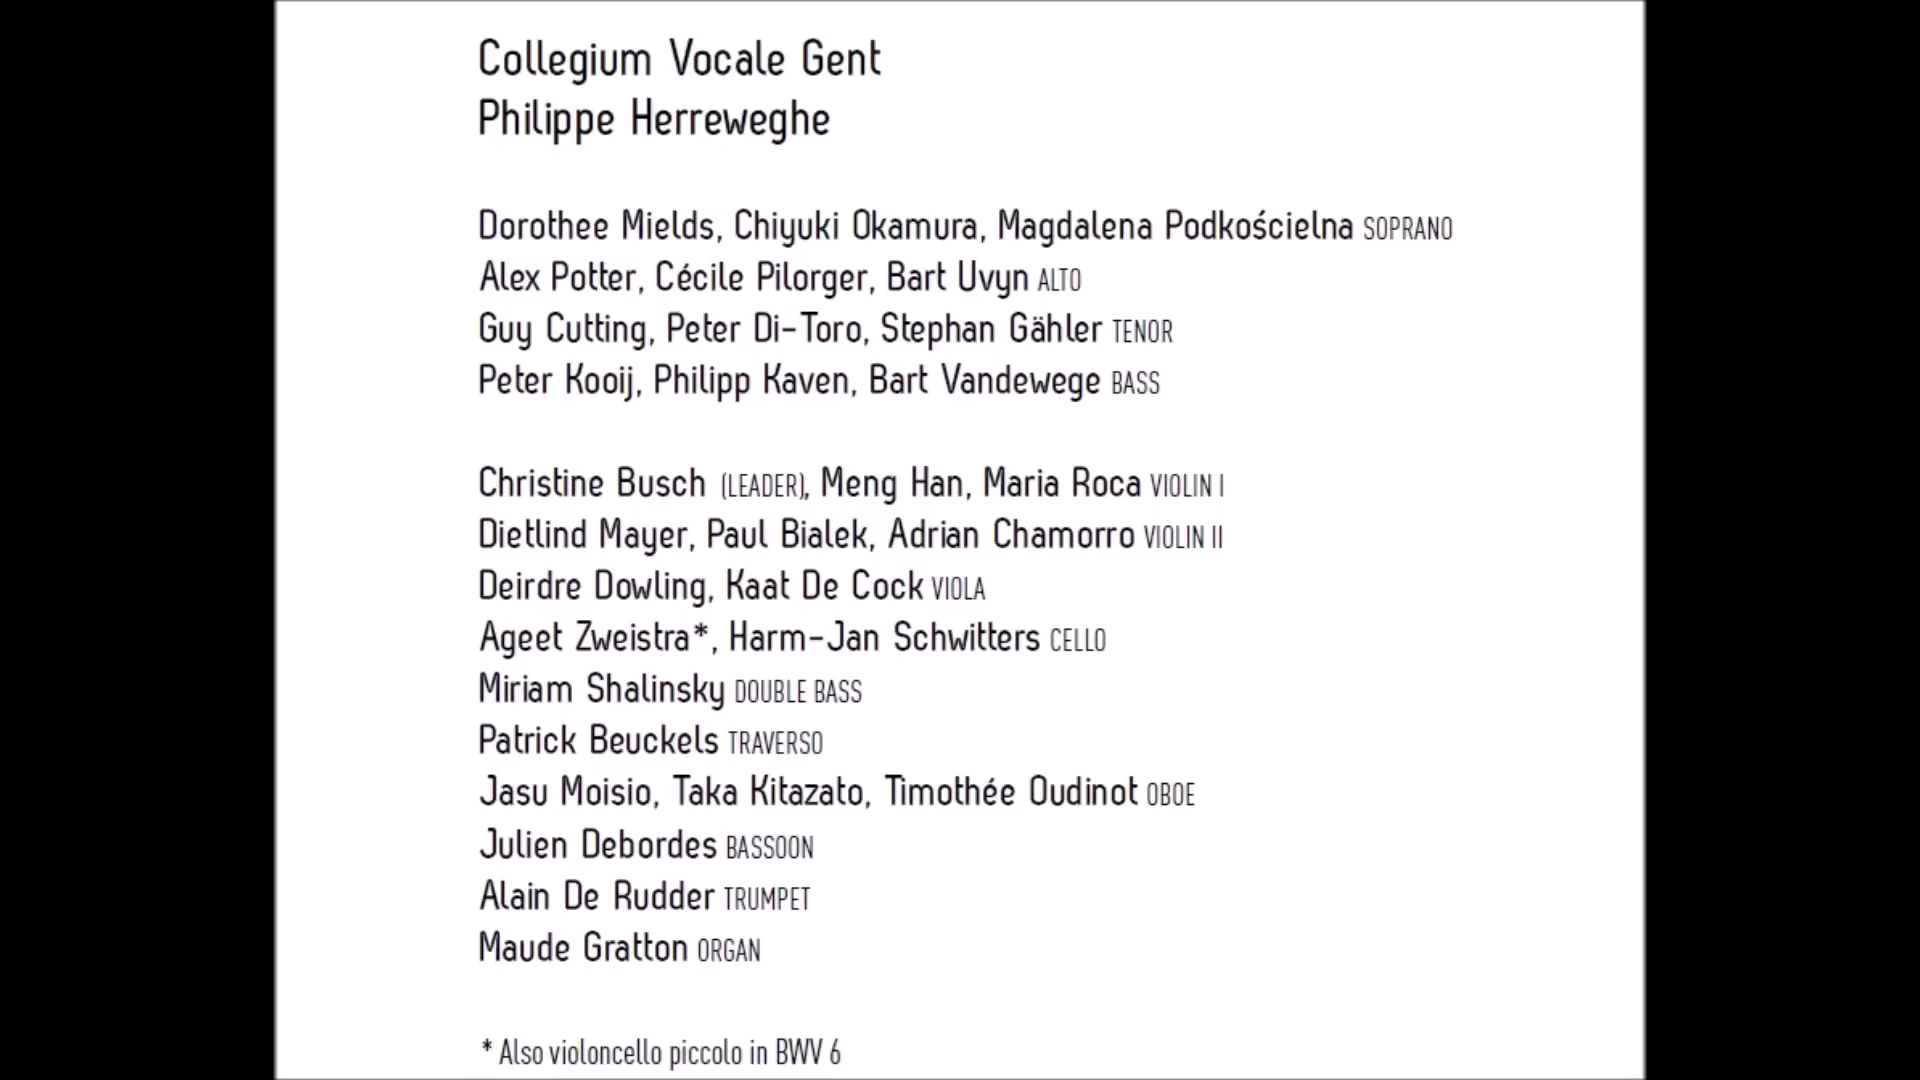 Collegium Vocale Gent
Philippe Herreweghe
Dorothee Mields, Chiyuki Okamura, Magdalena Podkościelna SOPRANO
Alex Potter, Cécile Pilorger, Bart Uvyn ALTO
Guy Cutting, Peter Di-Toro, Stephan Gähler TENOR
Peter Kooij, Philipp Kaven, Bart Vandewege BASS
Christine Busch (LEADER), Meng Han, Maria Roca VIOLIN I
Dietlind Mayer, Paul Bialek, Adrian Chamorro VIOLIN II
Deirdre Dowling, Kaat De Cock VIOLA
Ageet Zweistra*, Harm-Jan Schwitters CELLO
Miriam Shalinsky DOUBLE BASS
Patrick Beuckels TRAVERSO
Jasu Moisio, Taka Kitazato, Timothée Oudinot OBOE
Julien Debordes BASSOON
Alain De Rudder TRUMPET
Maude Gratton ORGAN
* Also violoncello piccolo in BWV 6